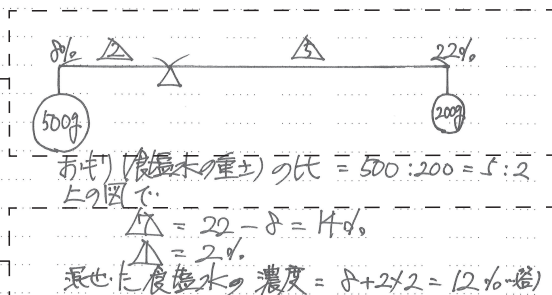 8% 2 5 22%
500g 200g
おもり(食塩水の重さ)の比 = 500:200 = 5:2
上の図で
7 = 22 - 8 = 14%
1 = 2%
混ぜた食塩水の濃度 = 8+2×2 = 12%…答)